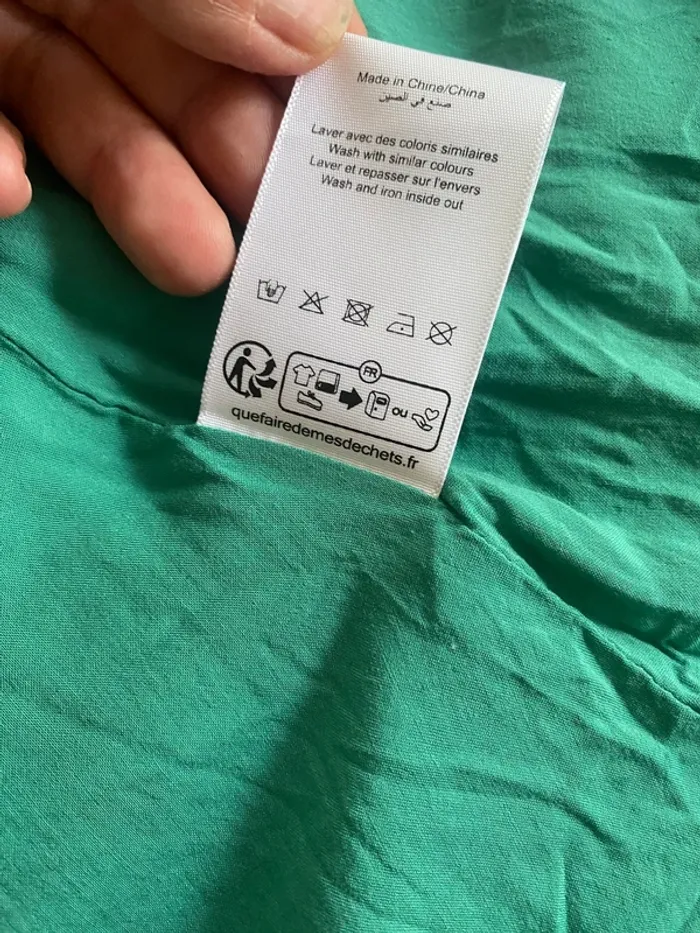 Made in Chine/China
صنع في الصين
Laver avec des coloris similaires
Wash with similar colours
Laver et repasser sur l'envers
Wash and iron inside out
FR
ou
quefairedemesdechets.fr